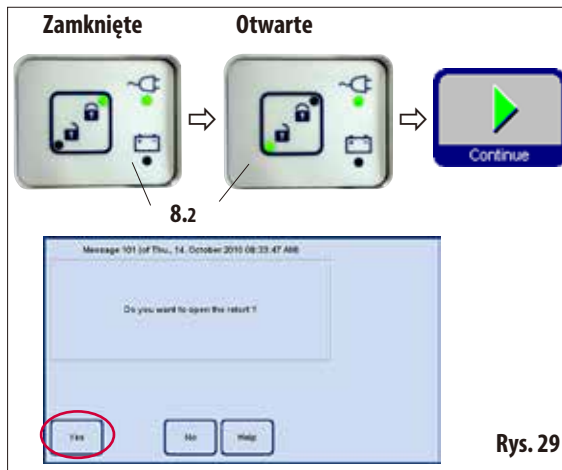 Zamknięte Otwarte
Continue
8.2
Message 101 (of Thu., 14. October 2010 08:33:47 AM)
Do you want to open the retort ?
Yes No Help
Rys. 29